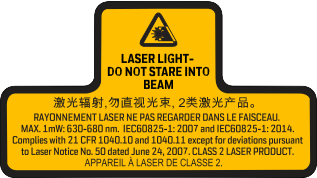 LASER LIGHT-
DO NOT STARE INTO
BEAM
激光辐射,勿直视光束, 2类激光产品。
RAYONNEMENT LASER NE PAS REGARDER DANS LE FAISCEAU.
MAX. 1mW: 630-680 nm. IEC60825-1: 2007 and IEC60825-1: 2014.
Complies with 21 CFR 1040.10 and 1040.11 except for deviations pursuant
to Laser Notice No. 50 dated June 24, 2007. CLASS 2 LASER PRODUCT.
APPAREIL À LASER DE CLASSE 2.